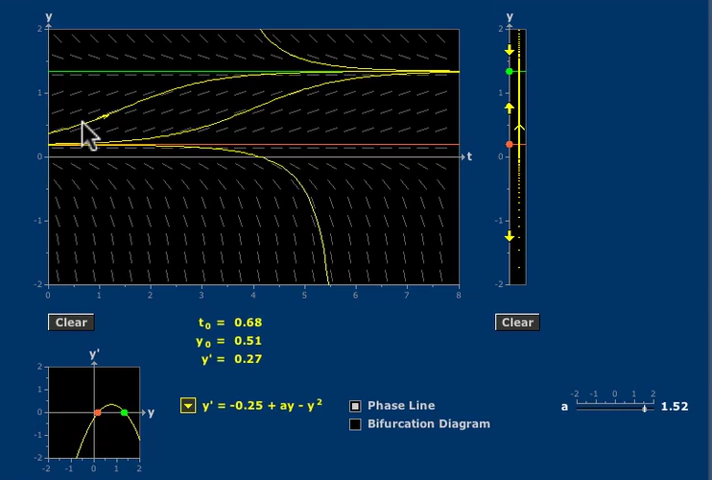 y
y
2
1
0
-1
-2
0
1
2
3
4
5
6
7
8
t
2
1
0
-1
-2
Clear
Clear
t0 = 0.68
y0 = 0.51
y' = 0.27
y'
2
1
0
-1
-2
-2
-1
0
1
2
y
y' = -0.25 + ay - y²
Phase Line
Bifurcation Diagram
-2 -1 0 1 2
a
1.52